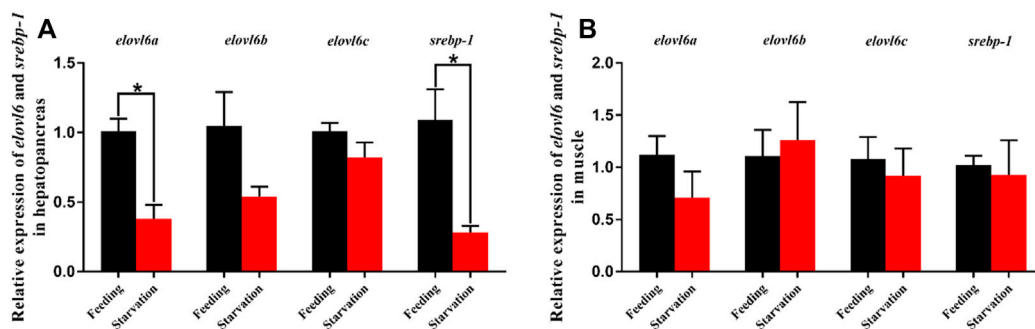 A
elovl6a elovl6b elovl6c srebp-1
Relative expression of elovl6 and srebp-1
in hepatopancreas
1.5
1.0
0.5
0.0
*
*
Feeding Starvation Feeding Starvation Feeding Starvation Feeding Starvation
B
elovl6a elovl6b elovl6c srebp-1
Relative expression of elovl6 and srebp-1
in muscle
2.0
1.5
1.0
0.5
0.0
Feeding Starvation Feeding Starvation Feeding Starvation Feeding Starvation